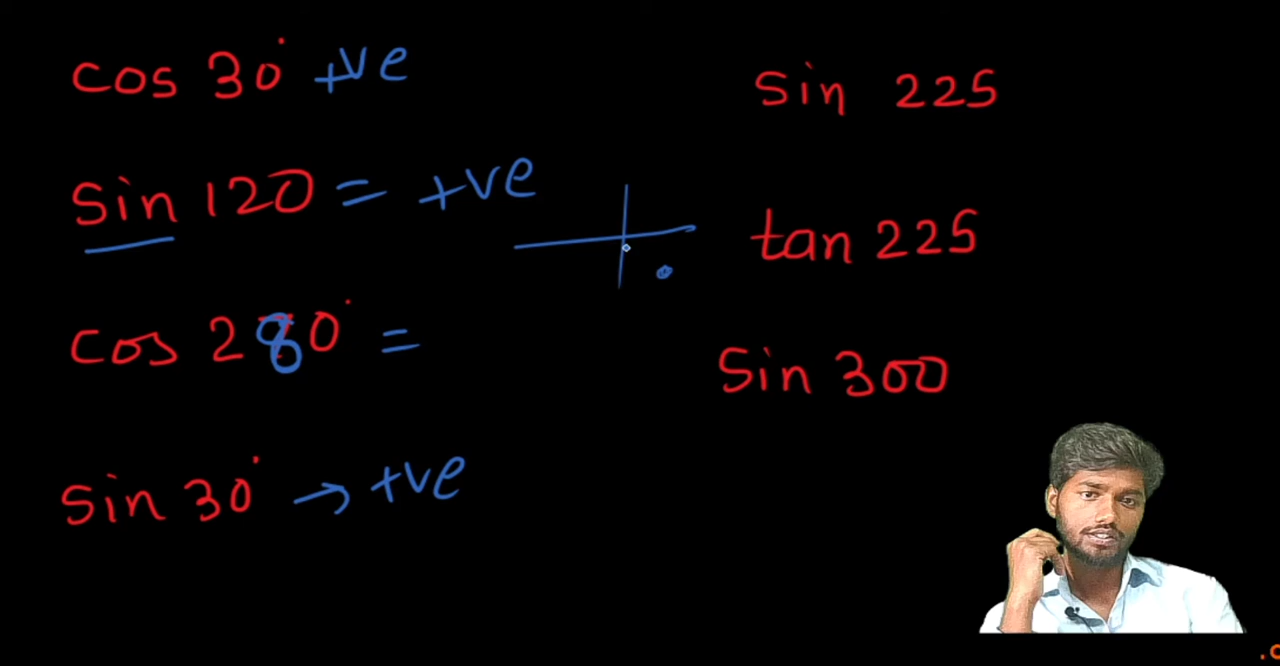 cos 30° +ve
sin 120 = +ve
cos 280° =
sin 30° → +ve
sin 225
tan 225
sin 300